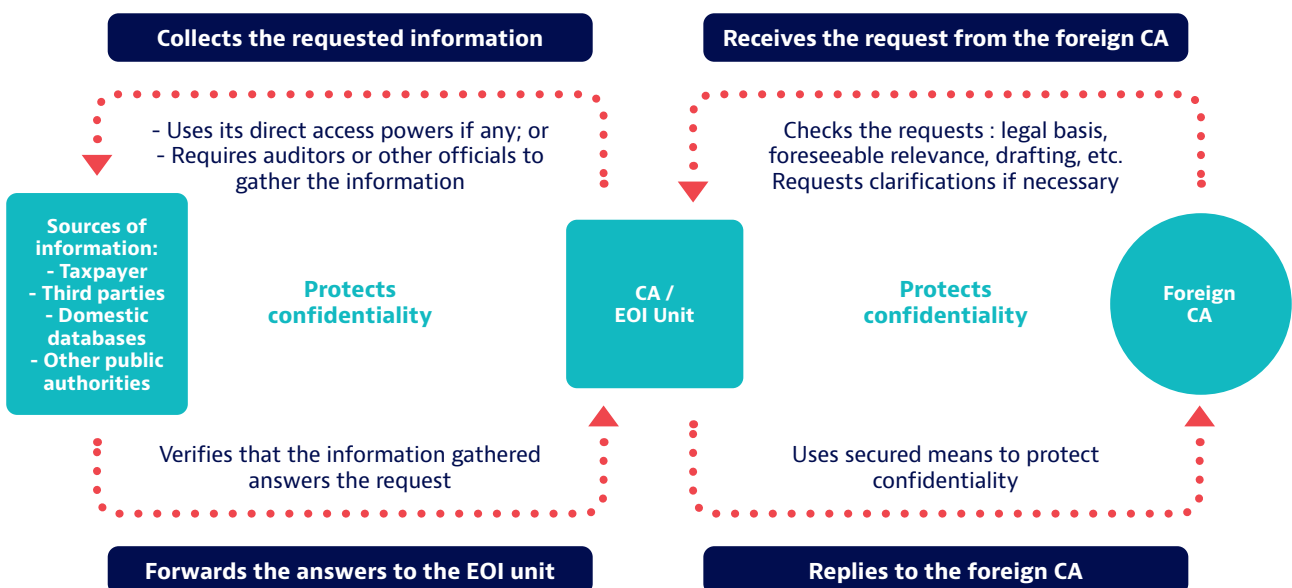 Collects the requested information
Receives the request from the foreign CA
- Uses its direct access powers if any; or
- Requires auditors or other officials to
gather the information
Checks the requests : legal basis,
foreseeable relevance, drafting, etc.
Requests clarifications if necessary
Sources of
information:
- Taxpayer
- Third parties
- Domestic
databases
- Other public
authorities
Protects
confidentiality
CA /
EOI Unit
Protects
confidentiality
Foreign
CA
Verifies that the information gathered
answers the request
Uses secured means to protect
confidentiality
Forwards the answers to the EOI unit
Replies to the foreign CA